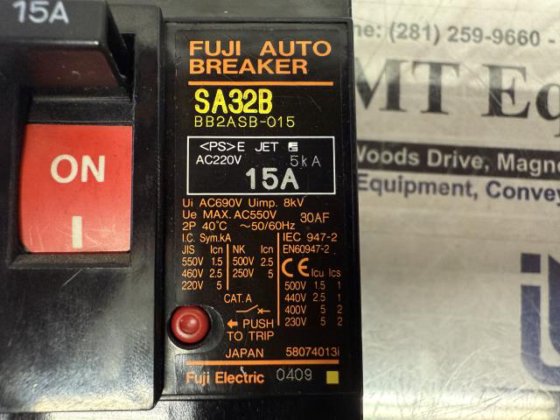 15A
ON
I
FUJI AUTO
BREAKER
SA32B
BB2ASB-015
<PS>E JET
AC220V 5kA
15A
Ui AC690V Uimp. 8kV
Ue MAX. AC550V 30AF
2P 40°C ~50/60Hz
I.C. Sym.kA IEC 947-2
JIS Icn NK Icn EN60947-2
550V 1.5 500V 2.5 CE Icu Ics
460V 2.5 250V 5 500V 1.5 1
220V 5 440V 2.5 1
400V 5 2
230V 5 2
CAT. A
← PUSH
TO TRIP
JAPAN 58074013i
Fuji Electric 0409
ne: (281) 259-9660 -
MT Eq
Woods Drive, Magno
Equipment, Convey